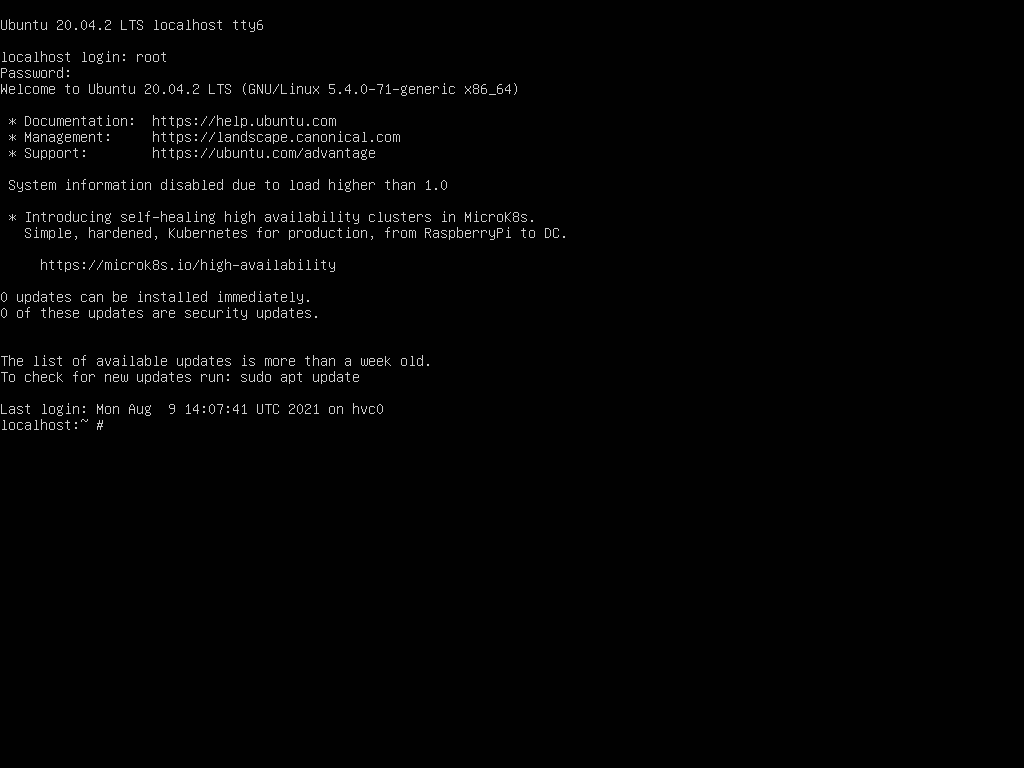 Ubuntu 20.04.2 LTS localhost tty6
localhost login: root
Password:
Welcome to Ubuntu 20.04.2 LTS (GNU/Linux 5.4.0-71-generic x86_64)
* Documentation:  https://help.ubuntu.com
* Management:     https://landscape.canonical.com
* Support:        https://ubuntu.com/advantage
System information disabled due to load higher than 1.0
* Introducing self-healing high availability clusters in MicroK8s.
Simple, hardened, Kubernetes for production, from RaspberryPi to DC.
https://microk8s.io/high-availability
0 updates can be installed immediately.
0 of these updates are security updates.
The list of available updates is more than a week old.
To check for new updates run: sudo apt update
Last login: Mon Aug  9 14:07:41 UTC 2021 on hvc0
localhost:~ #